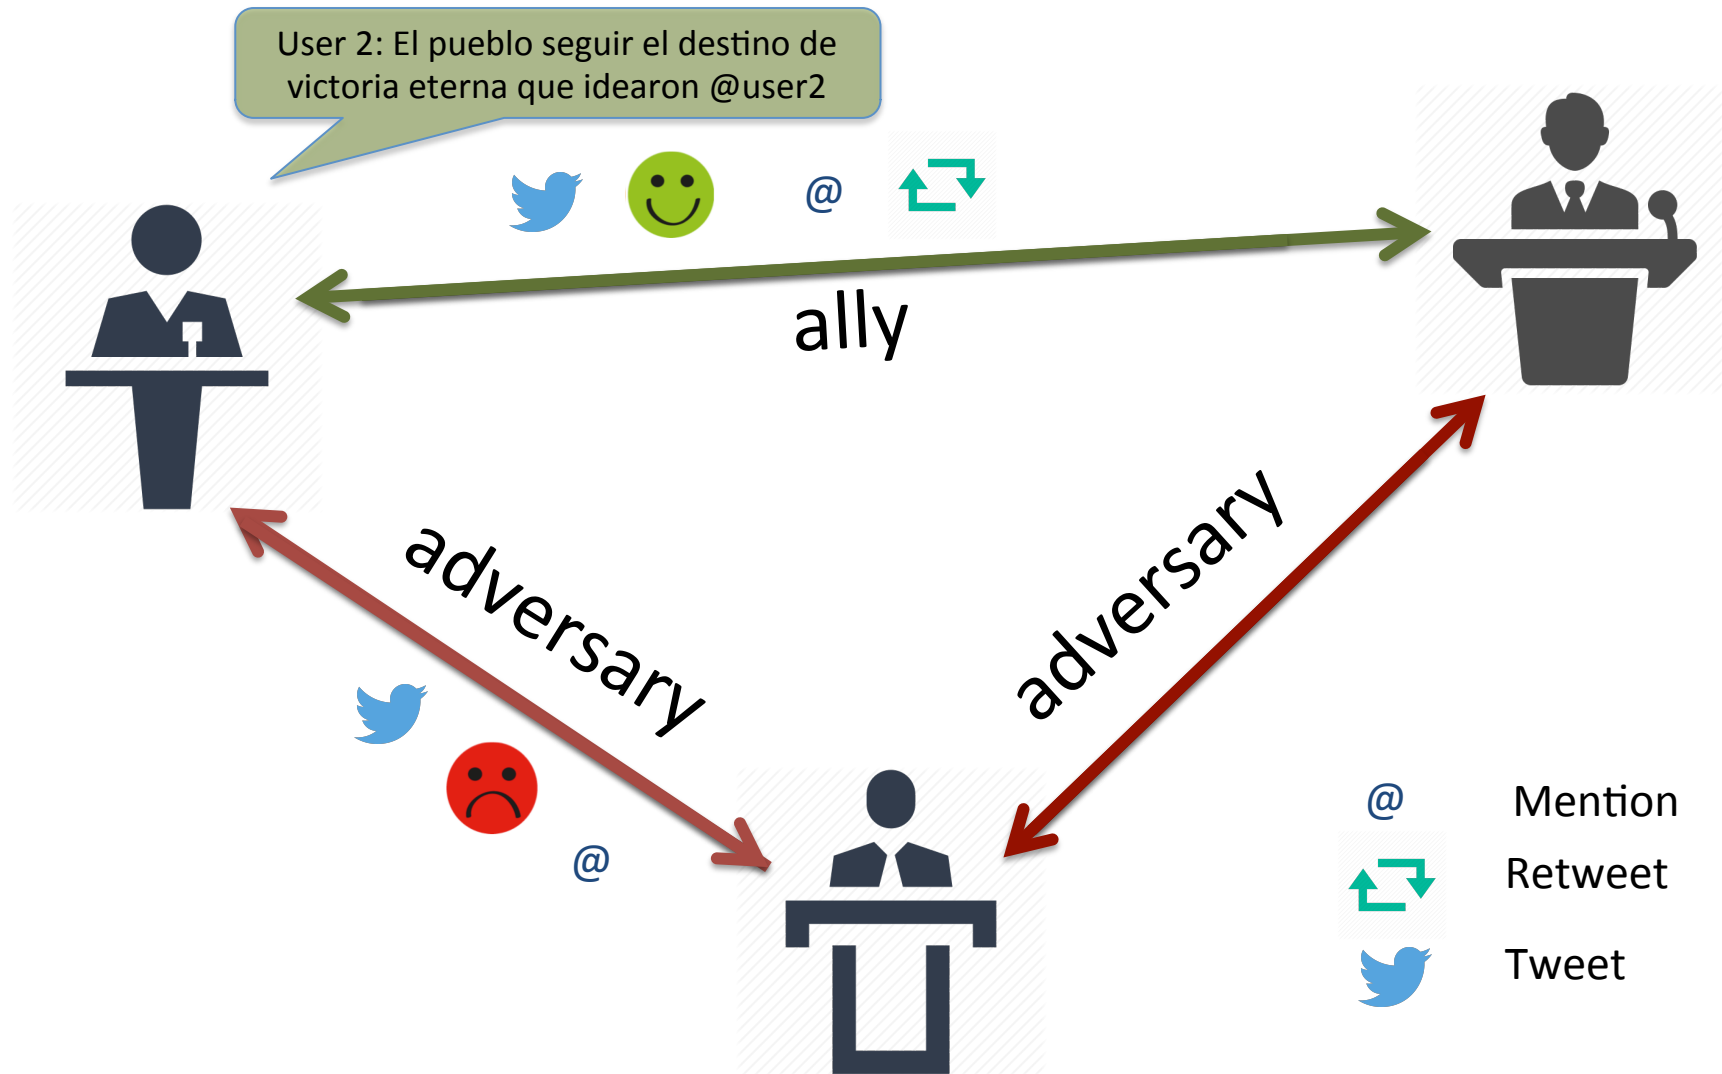 User 2: El pueblo seguir el destino de
victoria eterna que idearon @user2
@
ally
adversary
adversary
@
@ Mention
Retweet
Tweet